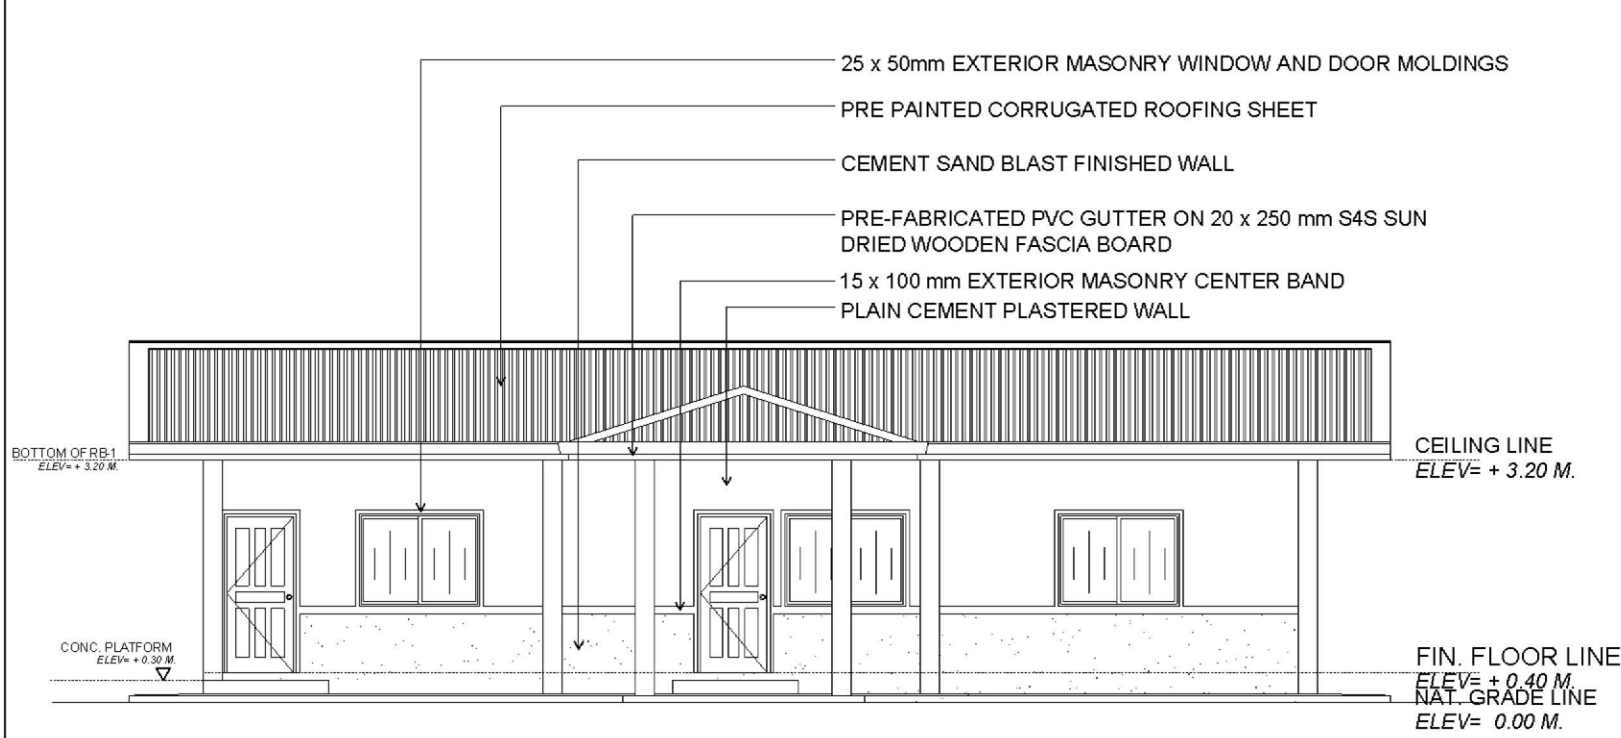 25 x 50mm EXTERIOR MASONRY WINDOW AND DOOR MOLDINGS
PRE PAINTED CORRUGATED ROOFING SHEET
CEMENT SAND BLAST FINISHED WALL
PRE-FABRICATED PVC GUTTER ON 20 x 250 mm S4S SUN
DRIED WOODEN FASCIA BOARD
15 x 100 mm EXTERIOR MASONRY CENTER BAND
PLAIN CEMENT PLASTERED WALL
BOTTOM OF RB-1
ELEV= + 3.20 M.
CEILING LINE
ELEV= + 3.20 M.
CONC. PLATFORM
ELEV= + 0.30 M.
FIN. FLOOR LINE
ELEV= + 0.40 M.
NAT. GRADE LINE
ELEV= 0.00 M.